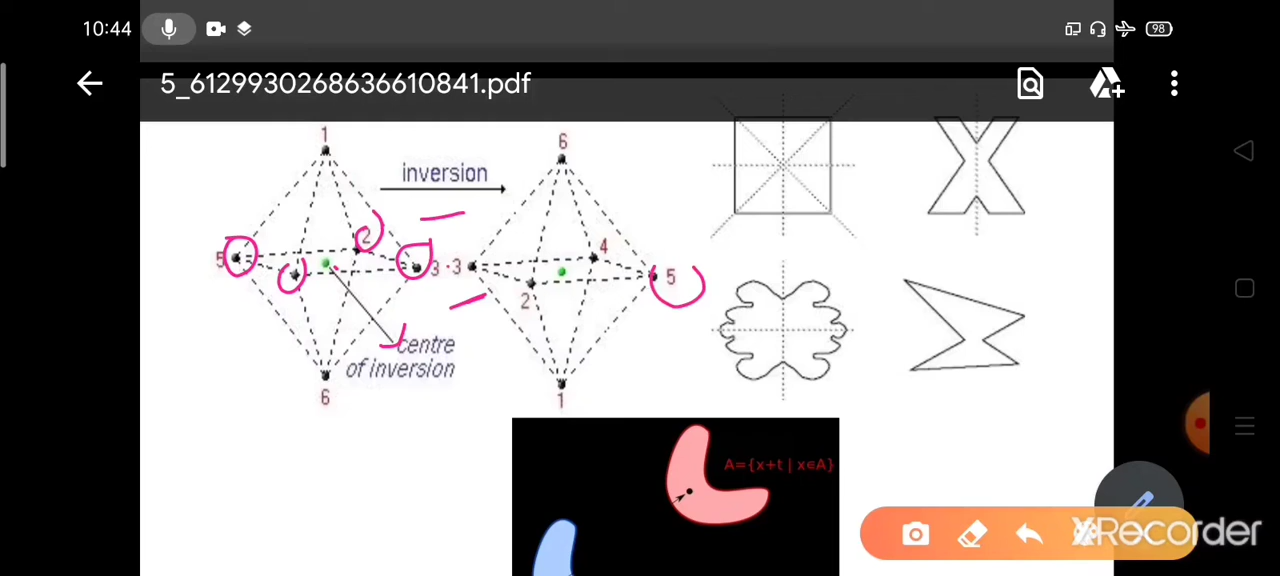 10:44
98
5_6129930268636610841.pdf
1
6
inversion
2
4
5
3
·3
5
2
centre
of inversion
6
1
A={x+t | x∈A}
XRecorder